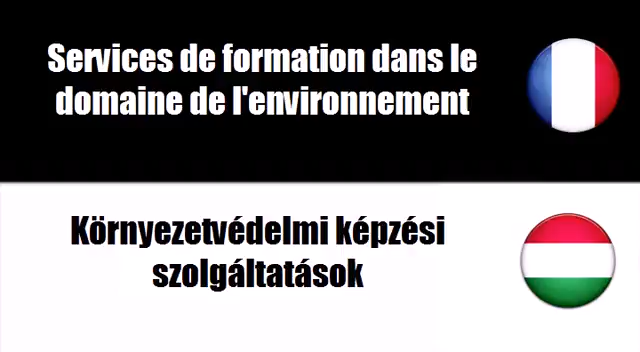 Services de formation dans le
domaine de l'environnement
Környezetvédelmi képzési
szolgáltatások